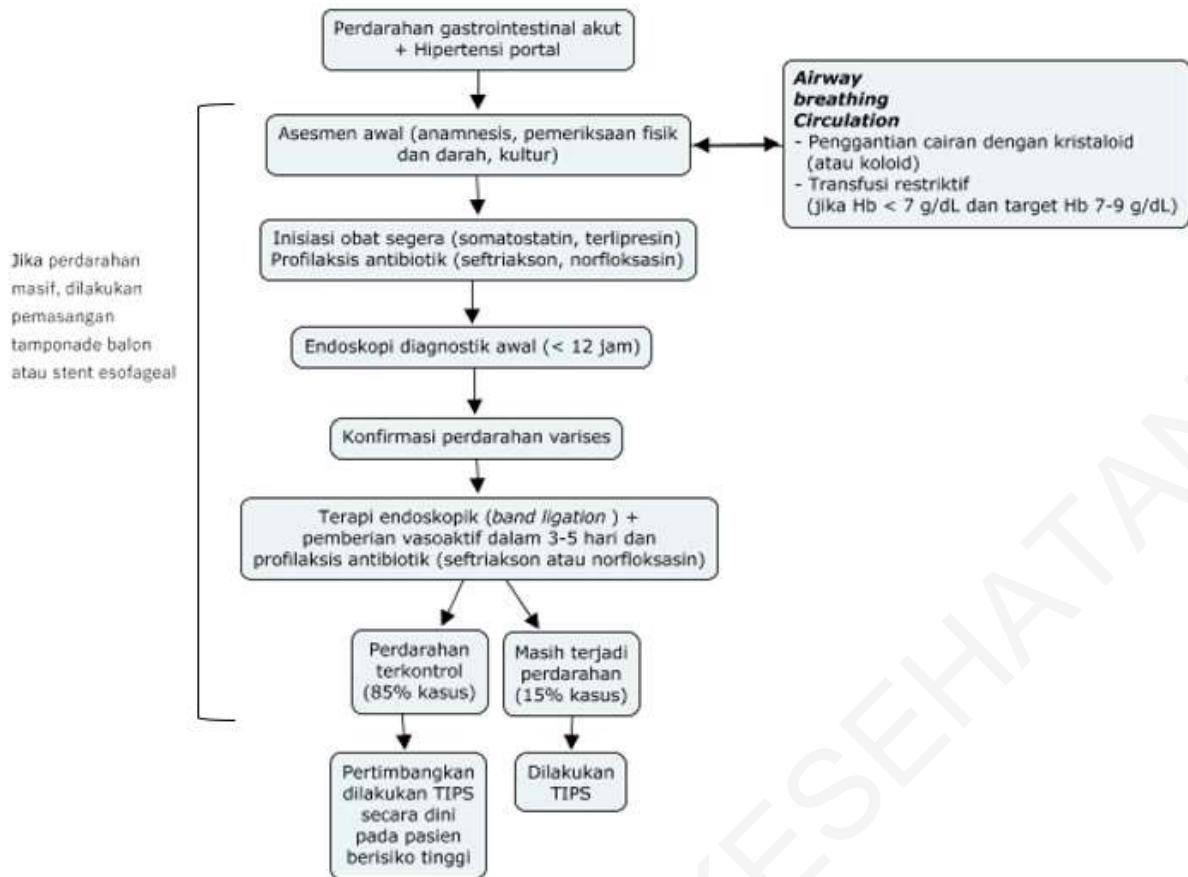 Perdarahan gastrointestinal akut
+ Hipertensi portal
Asesmen awal (anamnesis, pemeriksaan fisik
dan darah, kultur)
Airway
breathing
Circulation
- Penggantian cairan dengan kristaloid
(atau koloid)
- Transfusi restriktif
(jika Hb < 7 g/dL dan target Hb 7-9 g/dL)
Inisiasi obat segera (somatostatin, terlipresin)
Profilaksis antibiotik (seftriakson, norfloksasin)
Jika perdarahan
masif, dilakukan
pemasangan
tamponade balon
atau stent esofageal
Endoskopi diagnostik awal (< 12 jam)
Konfirmasi perdarahan varises
Terapi endoskopik (band ligation ) +
pemberian vasoaktif dalam 3-5 hari dan
profilaksis antibiotik (seftriakson atau norfloksasin)
Perdarahan
terkontrol
(85% kasus)
Masih terjadi
perdarahan
(15% kasus)
Pertimbangkan
dilakukan TIPS
secara dini
pada pasien
berisiko tinggi
Dilakukan
TIPS
KESEHATAN